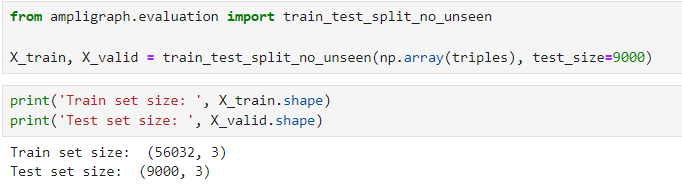 from ampligraph.evaluation import train_test_split_no_unseen
X_train, X_valid = train_test_split_no_unseen(np.array(triples), test_size=9000)
print('Train set size: ', X_train.shape)
print('Test set size: ', X_valid.shape)
Train set size:  (56032, 3)
Test set size:  (9000, 3)